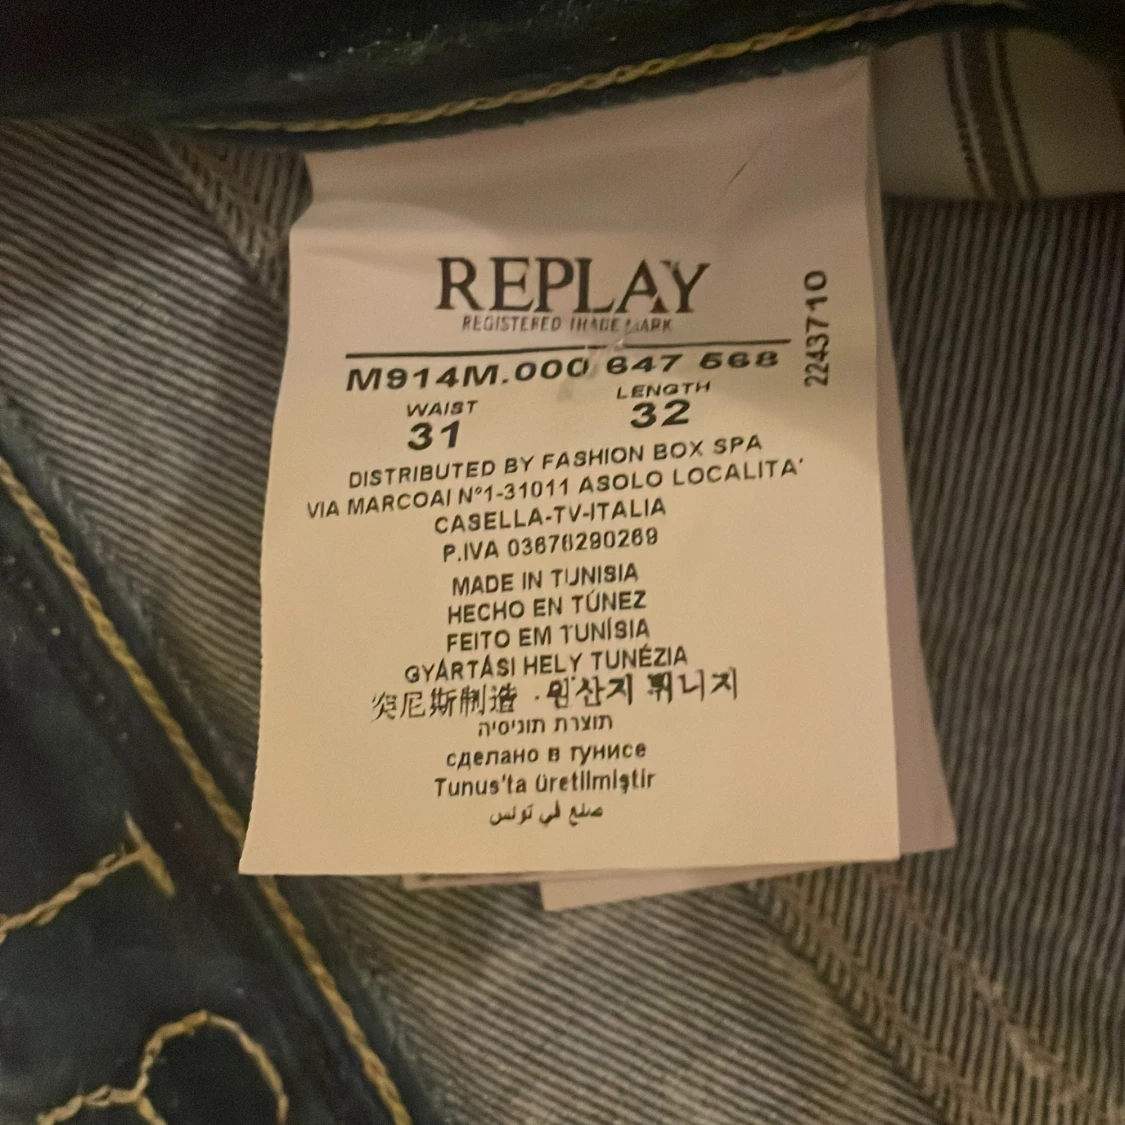 REPLAY
REGISTERED TRADE MARK
2243710
M914M.000 647 568
WAIST LENGTH
31 32
DISTRIBUTED BY FASHION BOX SPA
VIA MARCOAI N°1-31011 ASOLO LOCALITA'
CASELLA-TV-ITALIA
P.IVA 03676290269
MADE IN TUNISIA
HECHO EN TÚNEZ
FEITO EM TUNÍSIA
GYÁRTÁSI HELY TUNÉZIA
突尼斯制造
תוצרת תוניסיה
сделано в тунисе
Tunus'ta üretilmiştir
صنع في تونس